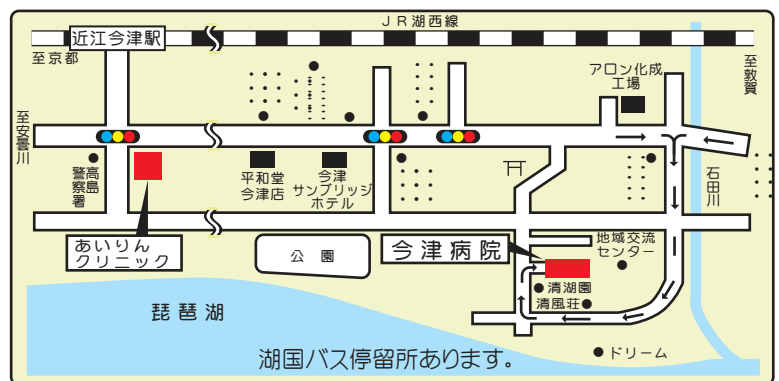 JR湖西線
近江今津駅
至京都
至敦賀
アロン化成
工場
至安曇川
高島
警察署
平和堂
今津店
今津
サンブリッジ
ホテル
石田川
あいりん
クリニック
公園
今津病院
地域交流
センター
清湖園
清風荘
琵琶湖
湖国バス停留所あります。
ドリーム